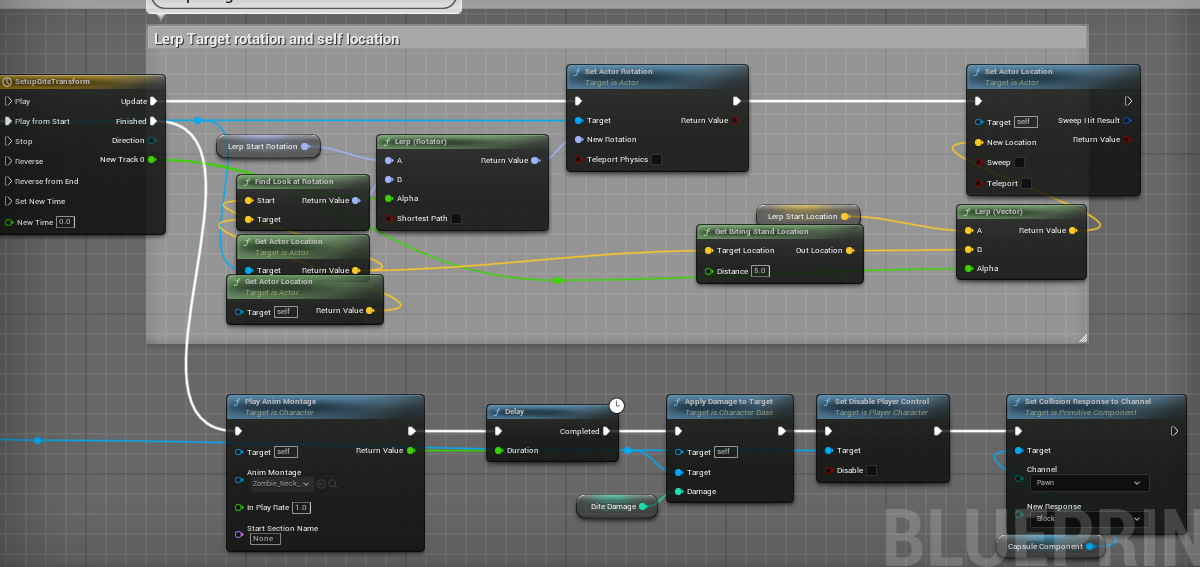 Lerp Target rotation and self location
SetupBiteTransform
Play
Update
Play from Start
Finished
Stop
Direction
Reverse
New Track 0
Reverse from End
Set New Time
New Time 0.0
Lerp Start Rotation
Find Look at Rotation
Start
Return Value
Target
Get Actor Location
Target is Actor
Target
Return Value
Get Actor Location
Target is Actor
Target self
Return Value
Lerp (Rotator)
A
Return Value
B
Alpha
Shortest Path
Set Actor Rotation
Target is Actor
Target
Return Value
New Rotation
Teleport Physics
Lerp Start Location
Get Biting Stand Location
Target Location
Out Location
Distance 5.0
Set Actor Location
Target is Actor
Target self
Sweep Hit Result
New Location
Return Value
Sweep
Teleport
Lerp (Vector)
A
Return Value
B
Alpha
Play Anim Montage
Target is Character
Target self
Return Value
Anim Montage
Zombie_Neck_
In Play Rate 1.0
Start Section Name
None
Delay
Completed
Duration
Bite Damage
Apply Damage to Target
Target is Character Base
Target self
Target
Damage
Set Disable Player Control
Target is Player Character
Target
Disable
Set Collision Response to Channel
Target is Primitive Component
Target
Channel
Pawn
New Response
Block
Capsule Component
BLUEPRIN